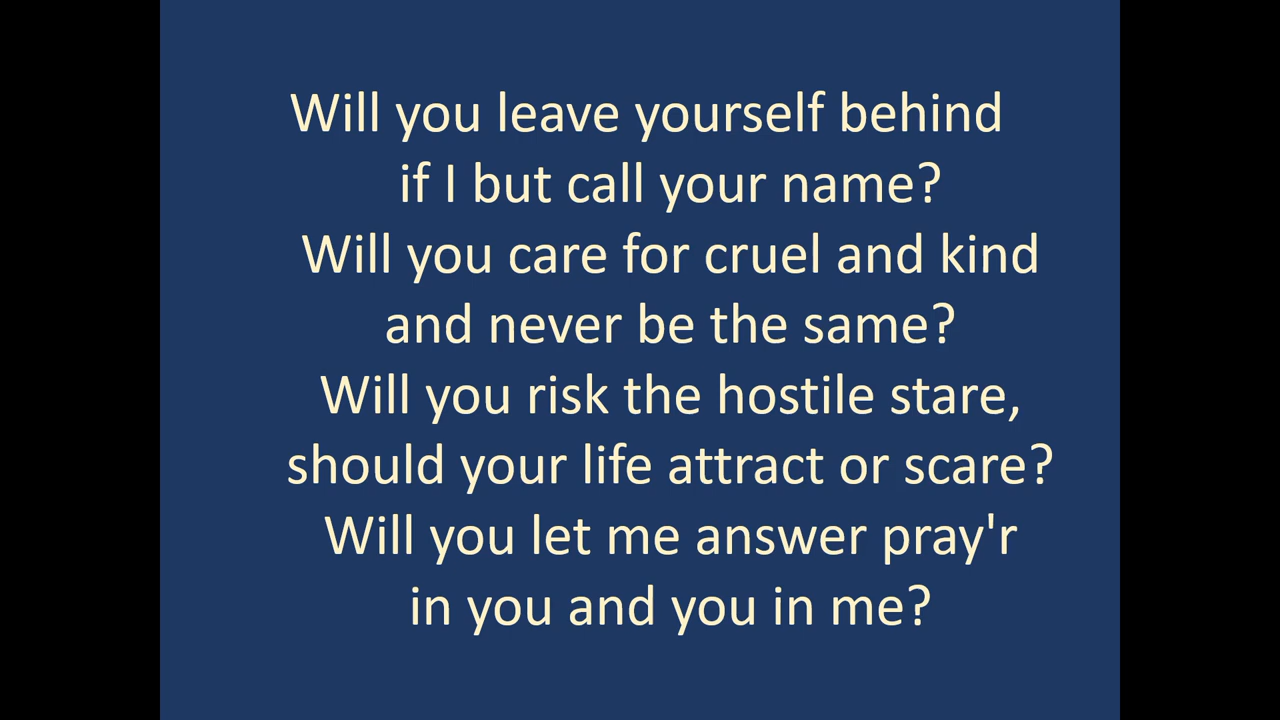 Will you leave yourself behind
if I but call your name?
Will you care for cruel and kind
and never be the same?
Will you risk the hostile stare,
should your life attract or scare?
Will you let me answer pray'r
in you and you in me?